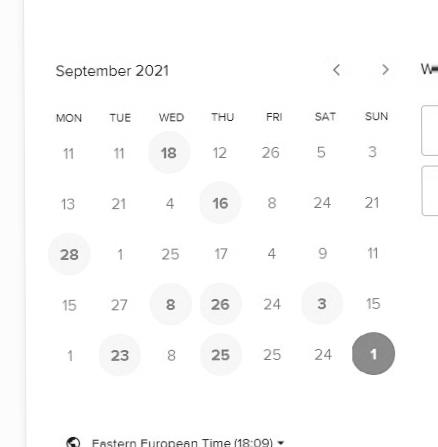 September 2021 < >
MON TUE WED THU FRI SAT SUN
11 11 18 12 26 5 3
13 21 4 16 8 24 21
28 1 25 17 4 9 11
15 27 8 26 24 3 15
1 23 8 25 25 24 1
Eastern European Time (18:09)